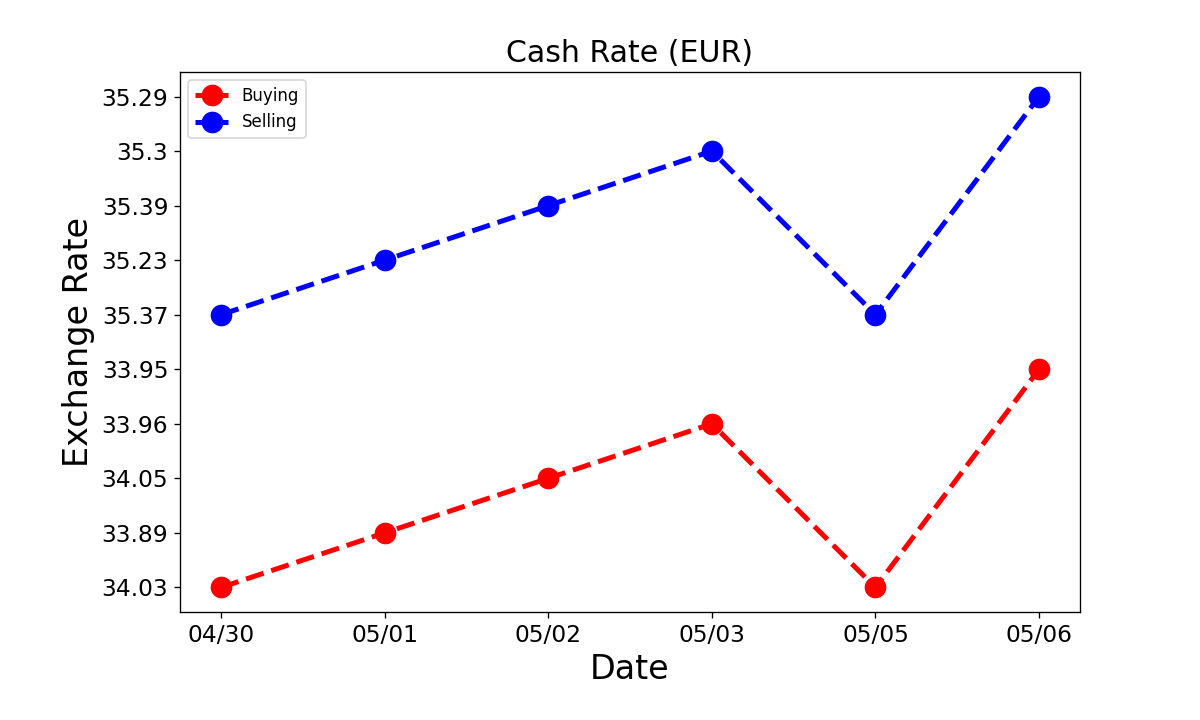 Cash Rate (EUR)
Buying
Selling
Exchange Rate
35.29
35.3
35.39
35.23
35.37
33.95
33.96
34.05
33.89
34.03
04/30 05/01 05/02 05/03 05/05 05/06
Date